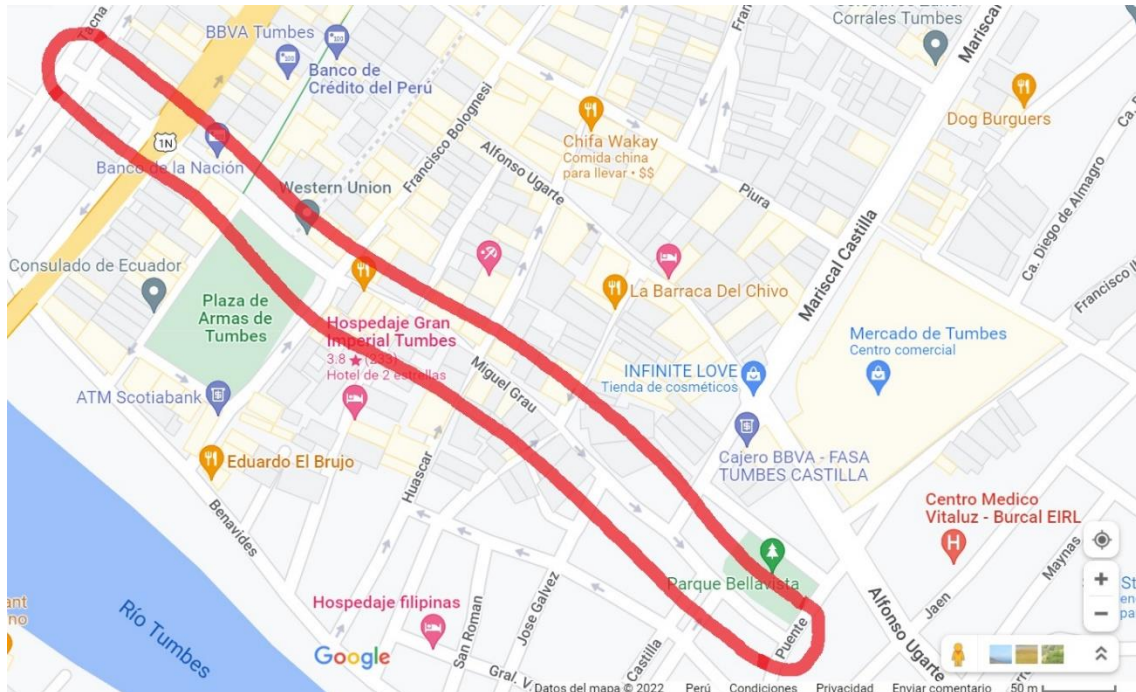 Tacna
BBVA Tumbes
Banco de
Crédito del Perú
Corrales Tumbes
Mariscal Castilla
Dog Burguers
1N
Banco de la Nación
Francisco Bolognesi
Chifa Wakay
Comida china
para llevar • $$
Alfonso Ugarte
Piura
Ca. Diego de Almagro
Western Union
Consulado de Ecuador
Plaza de
Armas de
Tumbes
La Barraca Del Chivo
Mariscal Castilla
Hospedaje Gran
Imperial Tumbes
3.8 ★ (233)
Hotel de 2 estrellas
Miguel Grau
Mercado de Tumbes
Centro comercial
INFINITE LOVE
Tienda de cosméticos
ATM Scotiabank
Cajero BBVA - FASA
TUMBES CASTILLA
Eduardo El Brujo
Huascar
Benavides
Centro Medico
Vitaluz - Burcal EIRL
Maynas
Parque Bellavista
Puente
Alfonso Ugarte
Jaen
Río Tumbes
Hospedaje filipinas
San Roman
Jose Galvez
Castilla
Google
Gral. V
Datos del mapa © 2022 Perú Condiciones Privacidad Enviar comentario 50 m